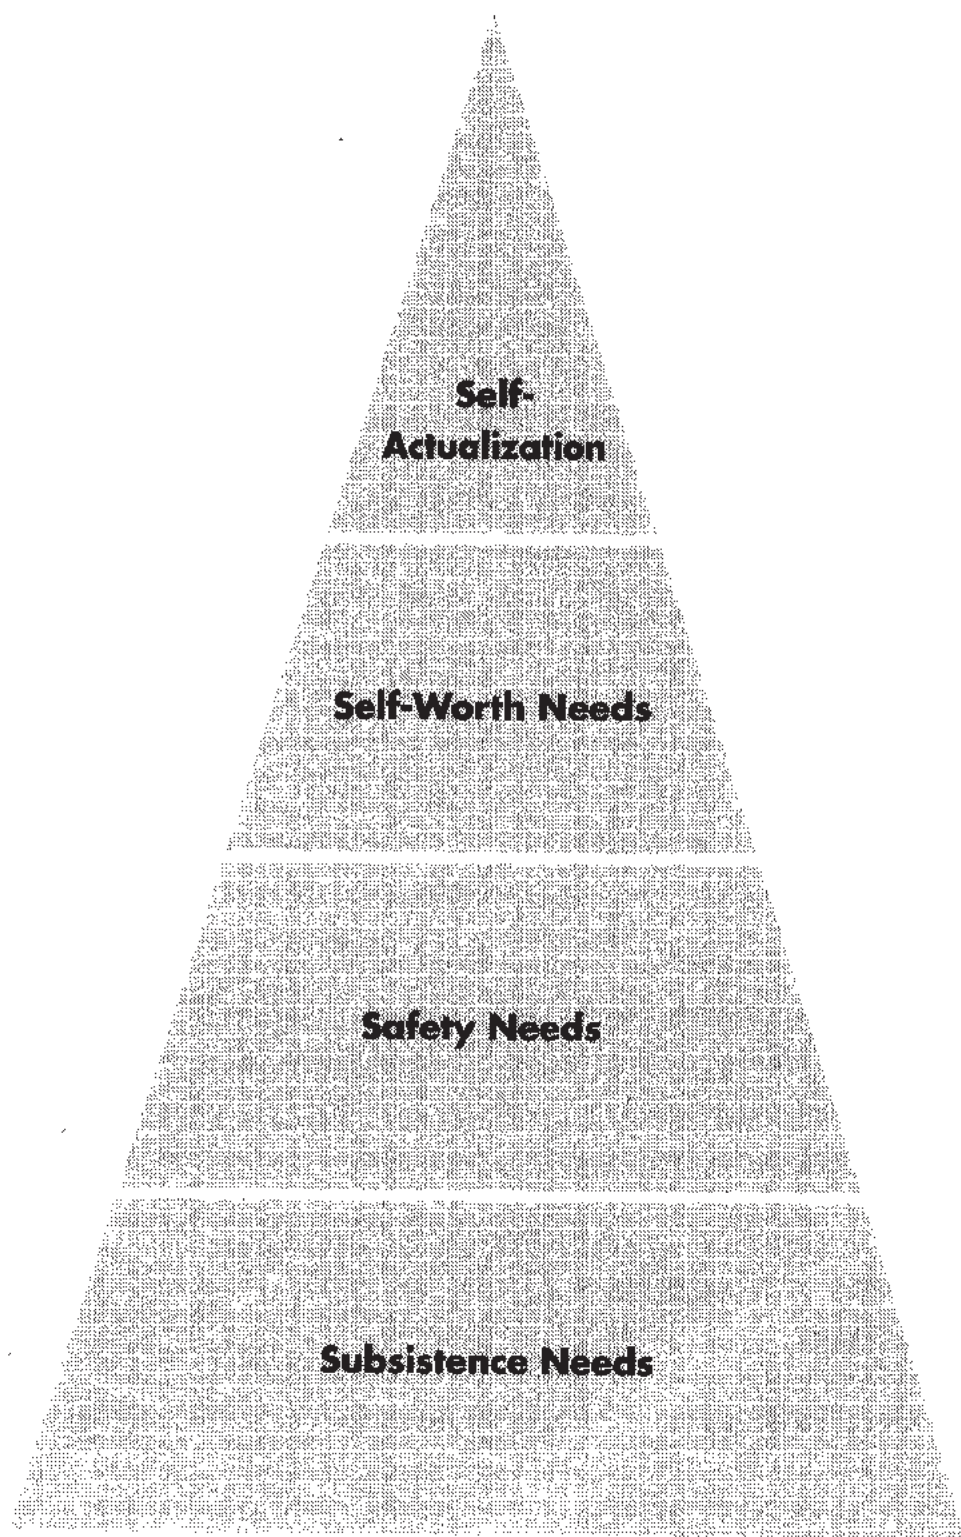 Self-
Actualization
Self-Worth Needs
Safety Needs
Subsistence Needs